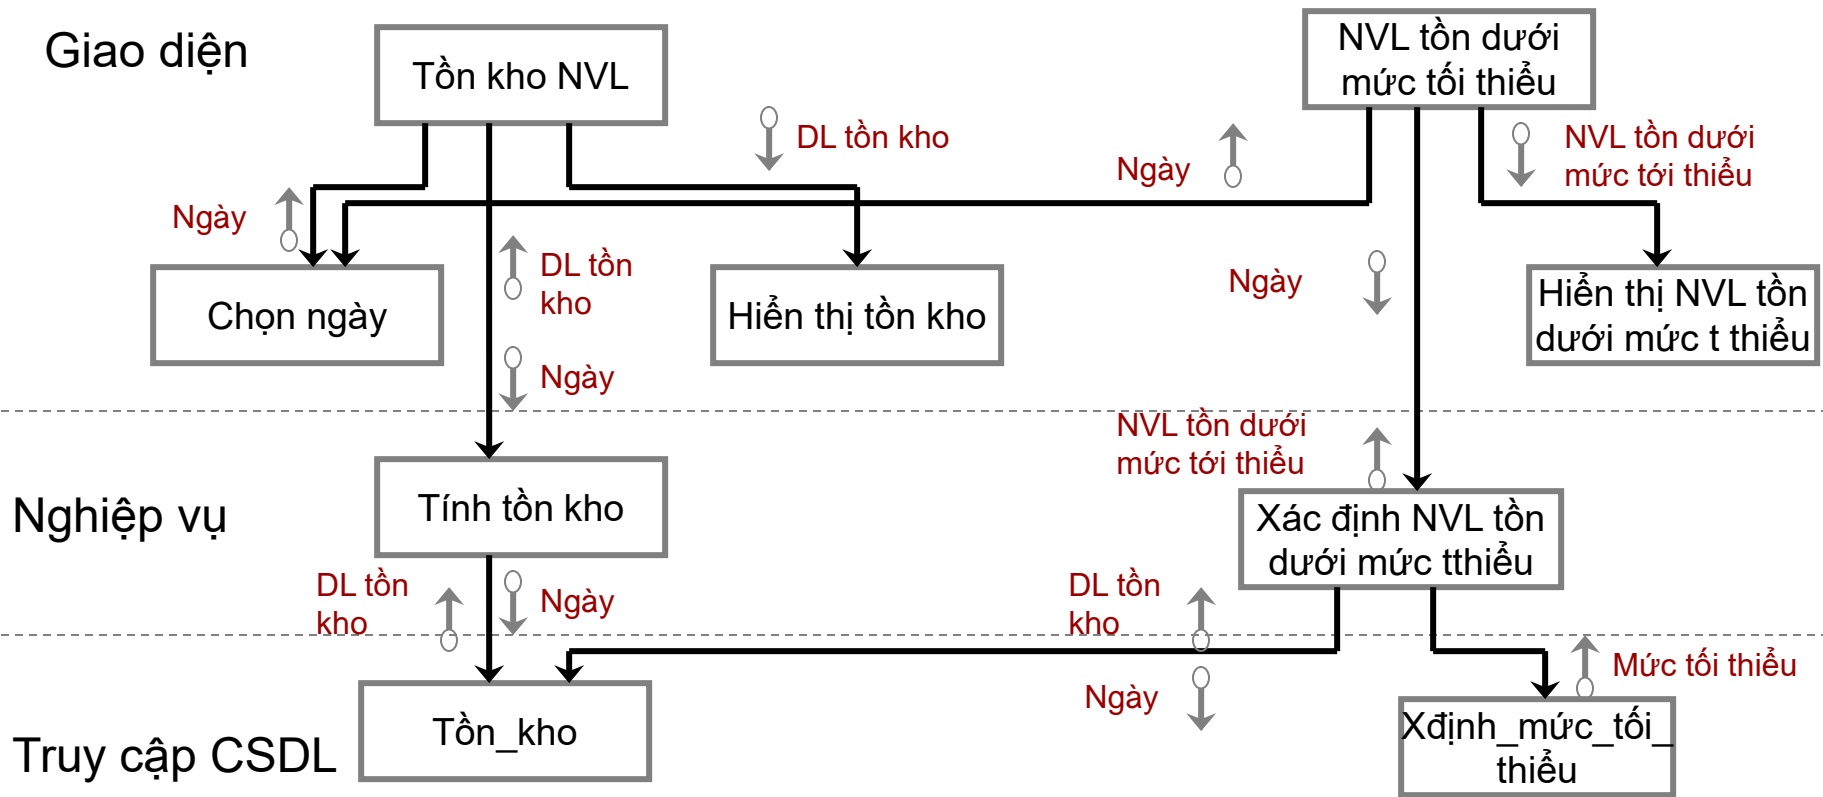 Giao diện
Tồn kho NVL
NVL tồn dưới
mức tối thiểu
DL tồn kho
Ngày
NVL tồn dưới
mức tới thiểu
Ngày
DL tồn
kho
Ngày
Chọn ngày
Hiển thị tồn kho
Hiển thị NVL tồn
dưới mức t thiểu
Ngày
NVL tồn dưới
mức tới thiểu
Nghiệp vụ
Tính tồn kho
Xác định NVL tồn
dưới mức tthiểu
DL tồn
kho
Ngày
DL tồn
kho
Mức tối thiểu
Ngày
Truy cập CSDL
Tồn_kho
Xđịnh_mức_tối_
thiểu